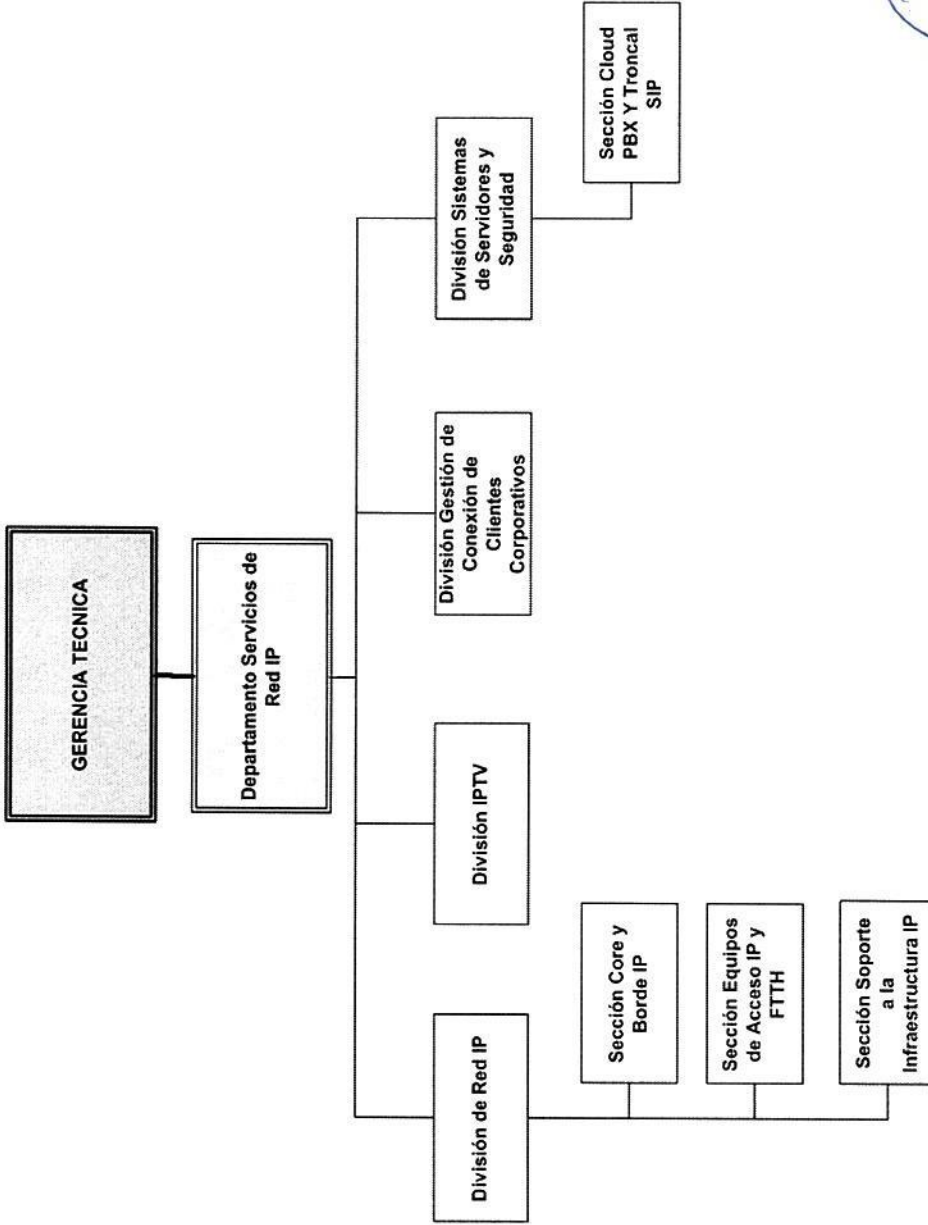 GERENCIA TECNICA
Departamento Servicios de
Red IP
División de Red IP
División IPTV
División Gestión de
Conexión de
Clientes
Corporativos
División Sistemas
de Servidores y
Seguridad
Sección Core y
Borde IP
Sección Equipos
de Acceso IP y
FTTH
Sección Soporte
a la
Infraestructura IP
Sección Cloud
PBX Y Troncal
SIP